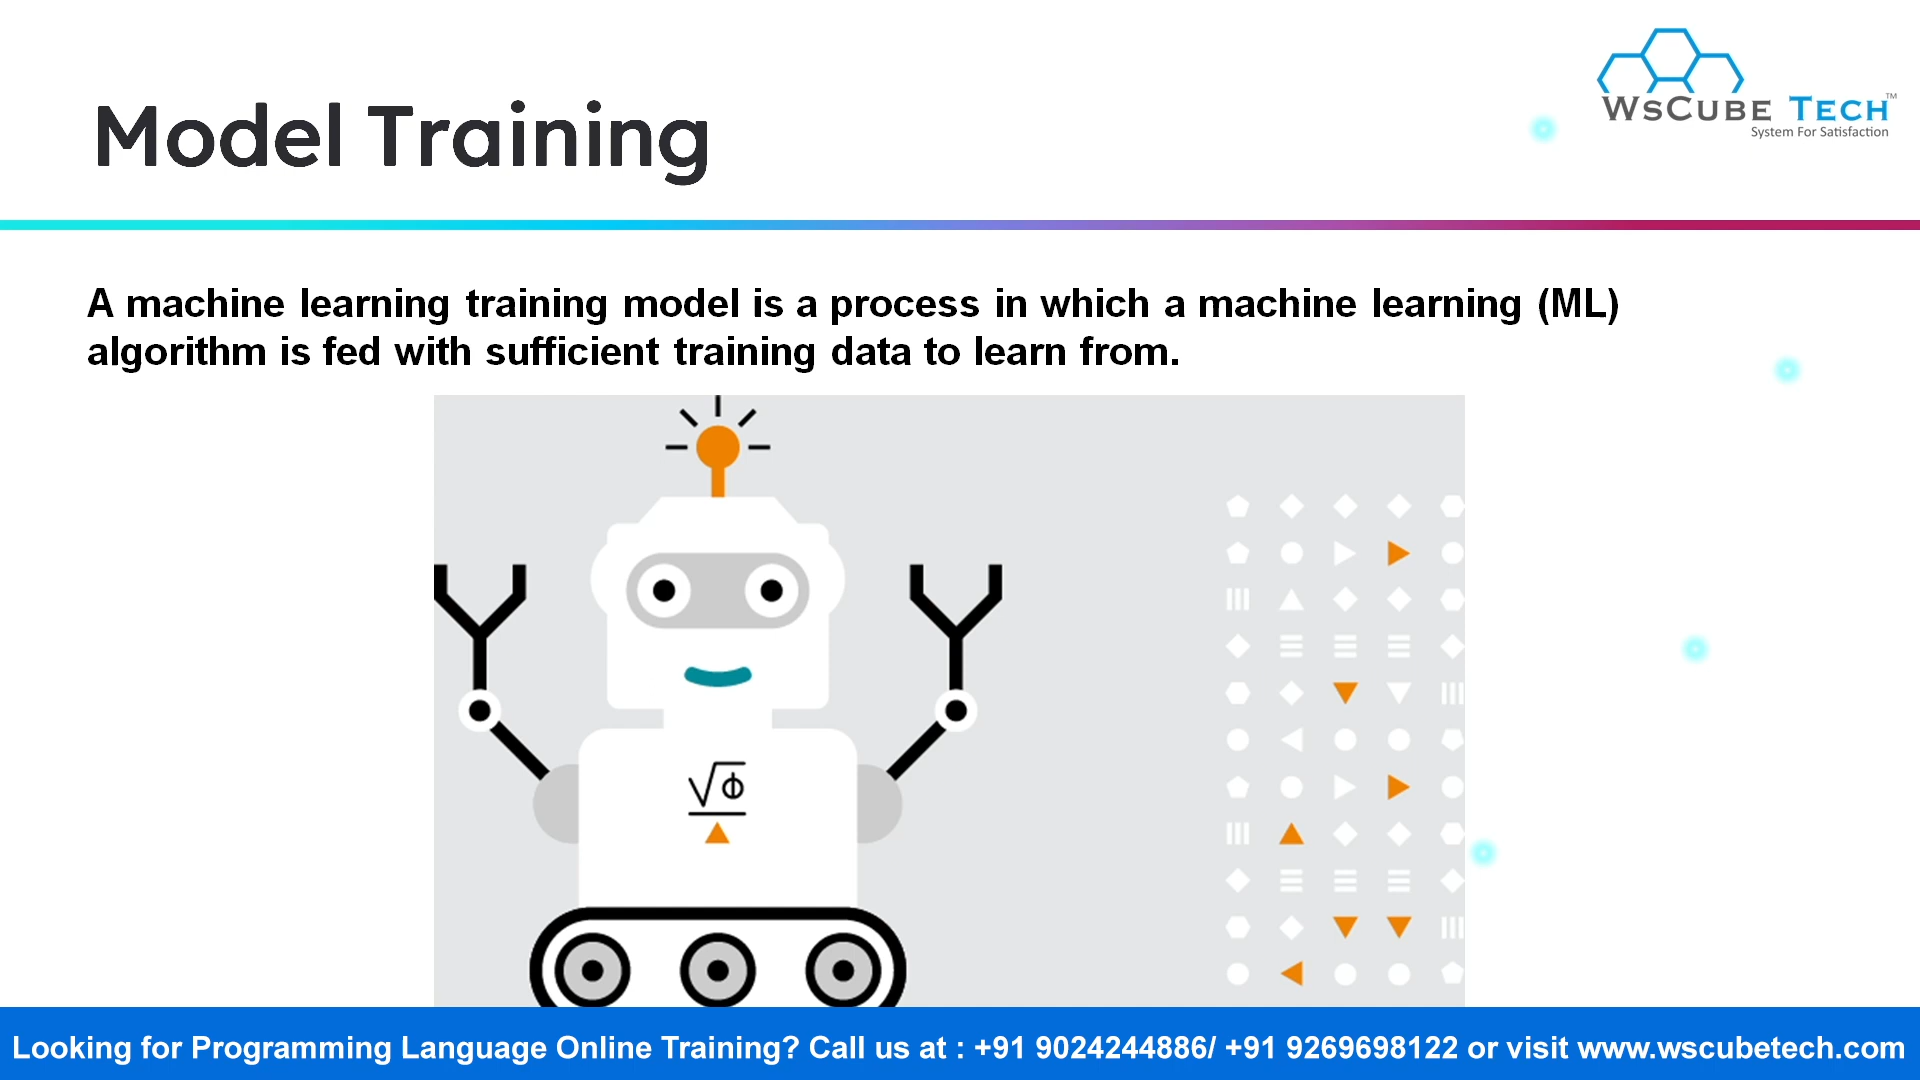 Model Training
WSCUBE TECH™
System For Satisfaction
A machine learning training model is a process in which a machine learning (ML)
algorithm is fed with sufficient training data to learn from.
√Φ
Looking for Programming Language Online Training? Call us at : +91 9024244886/ +91 9269698122 or visit www.wscubetech.com